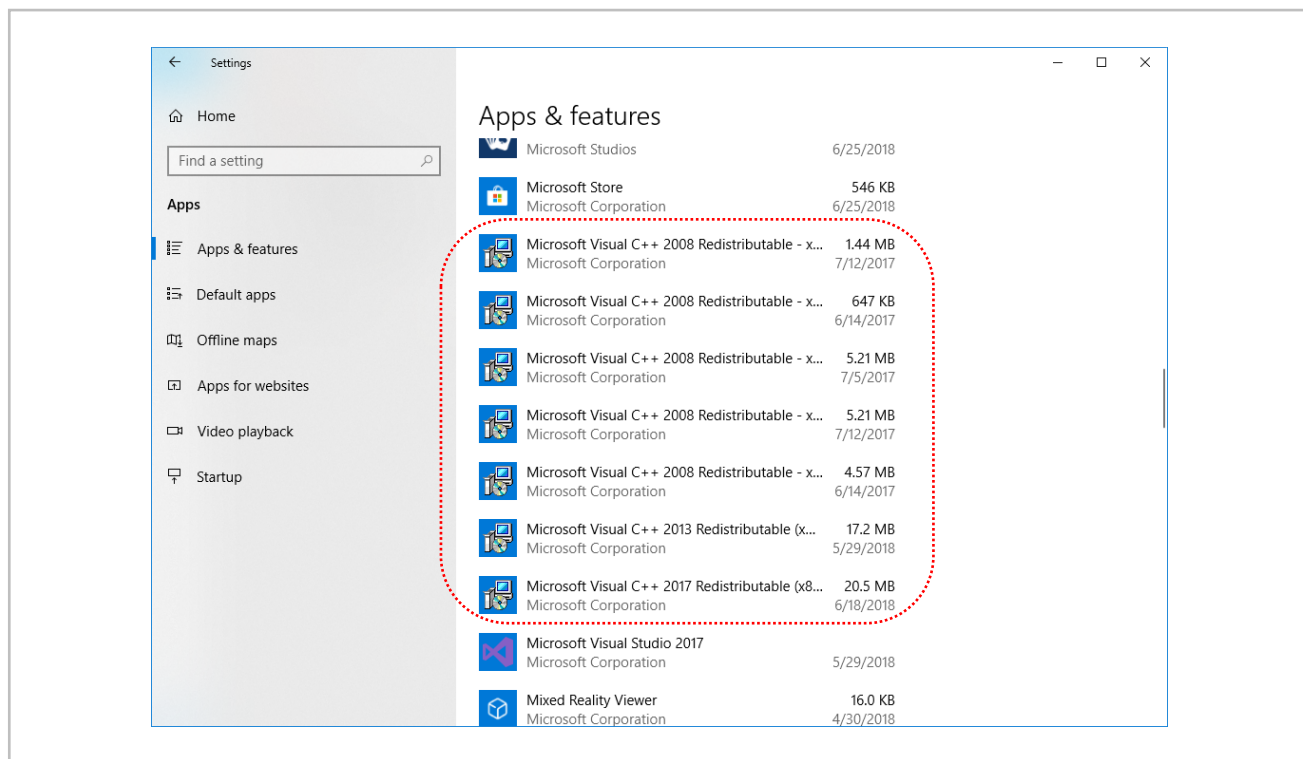 Settings
Home
Find a setting
Apps
Apps & features
Default apps
Offline maps
Apps for websites
Video playback
Startup
Apps & features
Microsoft Studios 6/25/2018
Microsoft Store 546 KB
Microsoft Corporation 6/25/2018
Microsoft Visual C++ 2008 Redistributable - x... 1.44 MB
Microsoft Corporation 7/12/2017
Microsoft Visual C++ 2008 Redistributable - x... 647 KB
Microsoft Corporation 6/14/2017
Microsoft Visual C++ 2008 Redistributable - x... 5.21 MB
Microsoft Corporation 7/5/2017
Microsoft Visual C++ 2008 Redistributable - x... 5.21 MB
Microsoft Corporation 7/12/2017
Microsoft Visual C++ 2008 Redistributable - x... 4.57 MB
Microsoft Corporation 6/14/2017
Microsoft Visual C++ 2013 Redistributable (x... 17.2 MB
Microsoft Corporation 5/29/2018
Microsoft Visual C++ 2017 Redistributable (x8... 20.5 MB
Microsoft Corporation 6/18/2018
Microsoft Visual Studio 2017
Microsoft Corporation 5/29/2018
Mixed Reality Viewer 16.0 KB
Microsoft Corporation 4/30/2018